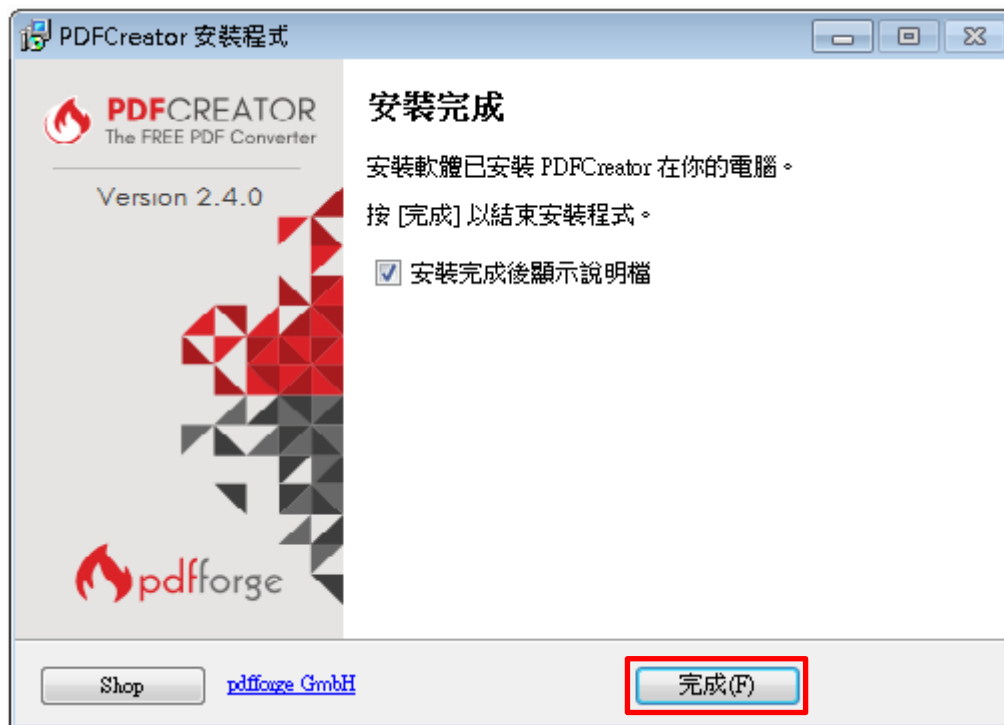 PDFCreator 安裝程式
PDFCREATOR
The FREE PDF Converter
Version 2.4.0
安裝完成
安裝軟體已安裝 PDFCreator 在你的電腦。
按 [完成] 以結束安裝程式。
安裝完成後顯示說明檔
pdfforge
Shop
pdfforge GmbH
完成(F)